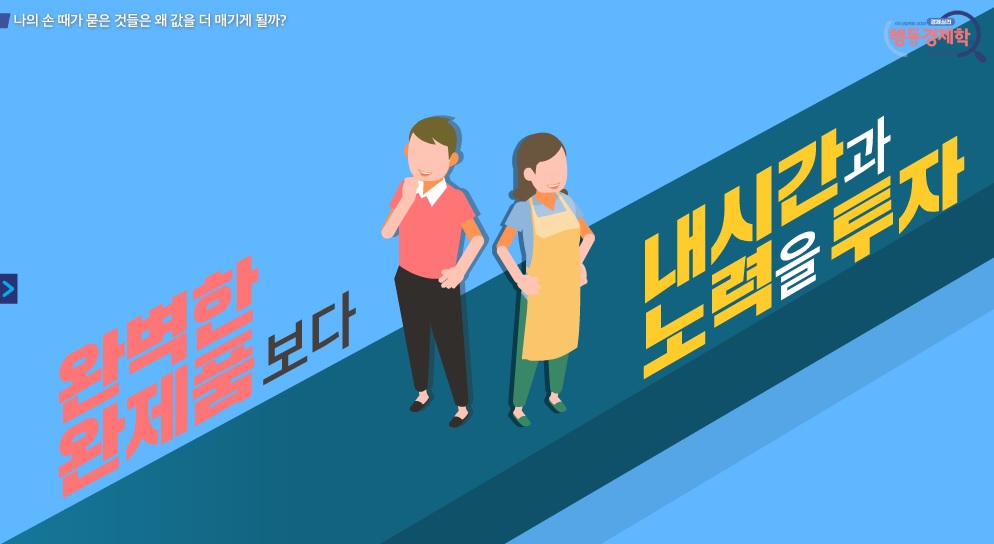 나의 손 때가 묻은 것들은 왜 값을 더 매기게 될까?
경제심리
행동경제학
완벽한
완제품보다
내시간과
노력을 투자